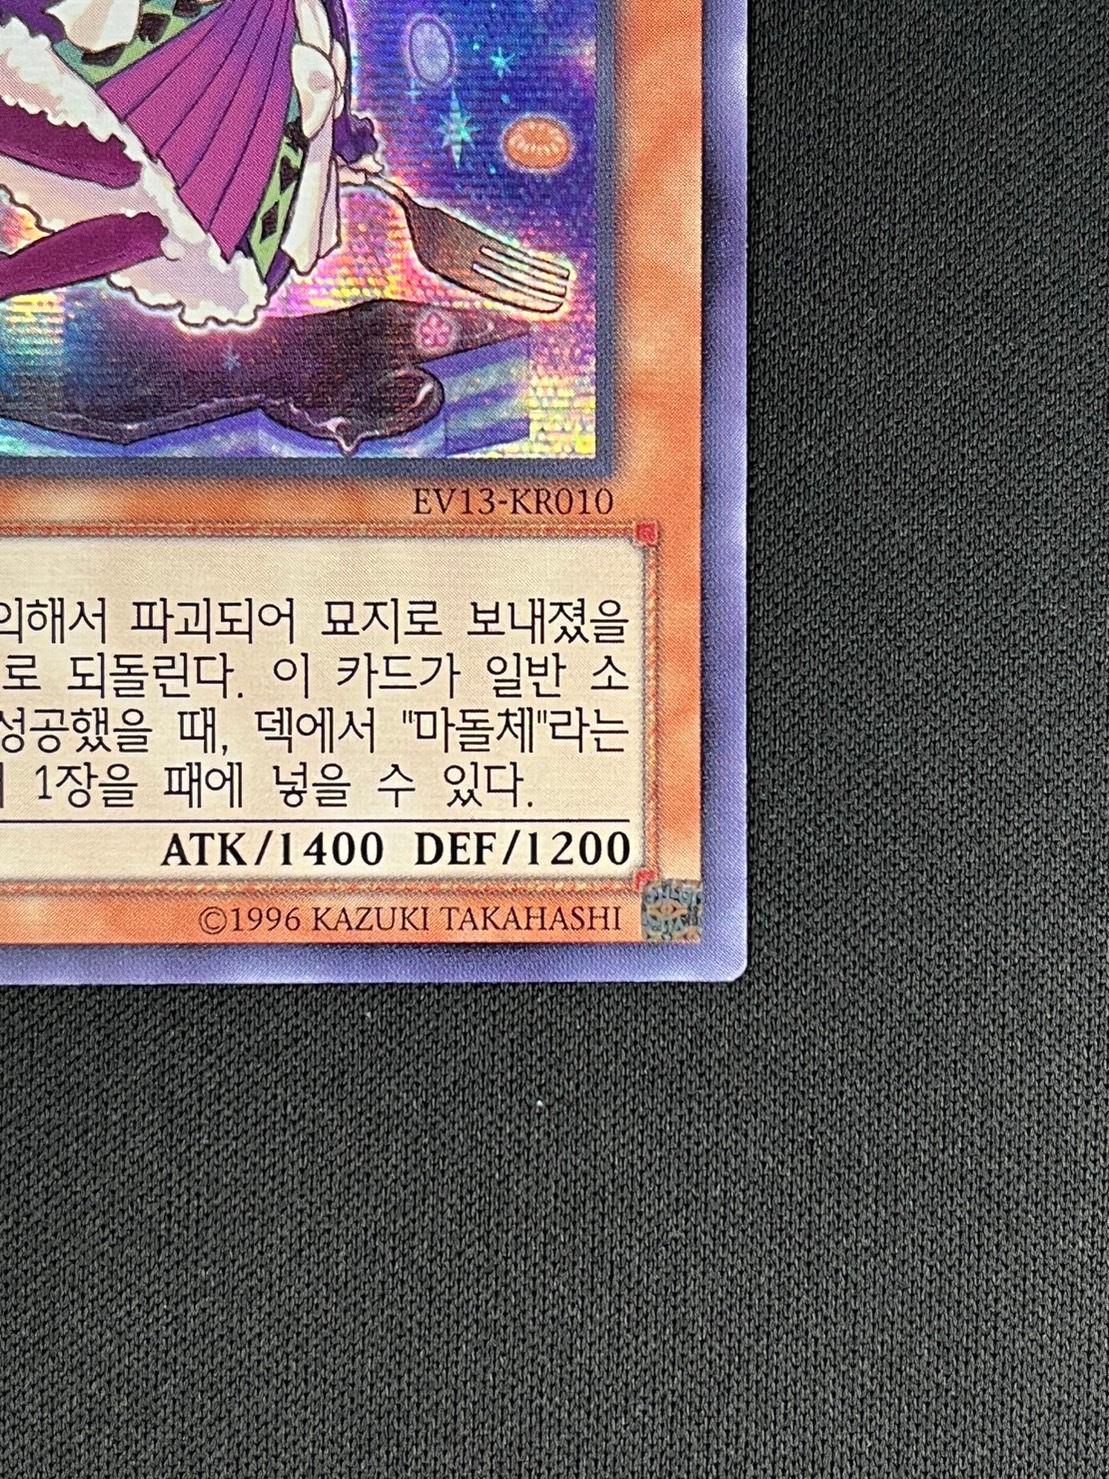 EV13-KR010
의해서 파괴되어 묘지로 보내졌을
로 되돌린다. 이 카드가 일반 소
성공했을 때, 덱에서 "마돌체"라는
1장을 패에 넣을 수 있다.
ATK/1400 DEF/1200
©1996 KAZUKI TAKAHASHI